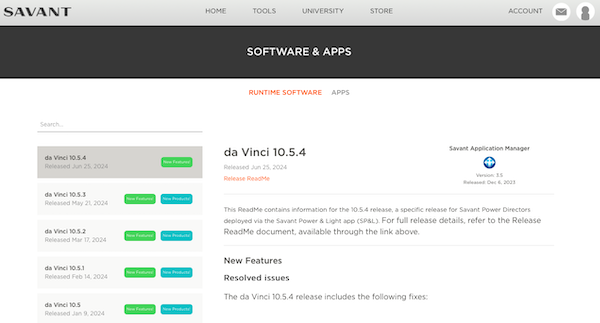 SAVANT
HOME TOOLS UNIVERSITY STORE ACCOUNT
SOFTWARE & APPS
RUNTIME SOFTWARE APPS
Search...
da Vinci 10.5.4
Released Jun 25, 2024
New Features!
da Vinci 10.5.3
Released May 21, 2024
New Features! New Products!
da Vinci 10.5.2
Released Mar 17, 2024
New Features! New Products!
da Vinci 10.5.1
Released Feb 14, 2024
New Features! New Products!
da Vinci 10.5
Released Jan 9, 2024
New Features! New Products!
da Vinci 10.5.4
Released Jun 25, 2024
Release ReadMe
Savant Application Manager
Version: 3.5
Released: Dec 6, 2023
This ReadMe contains information for the 10.5.4 release, a specific release for Savant Power Directors
deployed via the Savant Power & Light app (SP&L). For full release details, refer to the Release
ReadMe document, available through the link above.
New Features
Resolved issues
The da Vinci 10.5.4 release includes the following fixes: